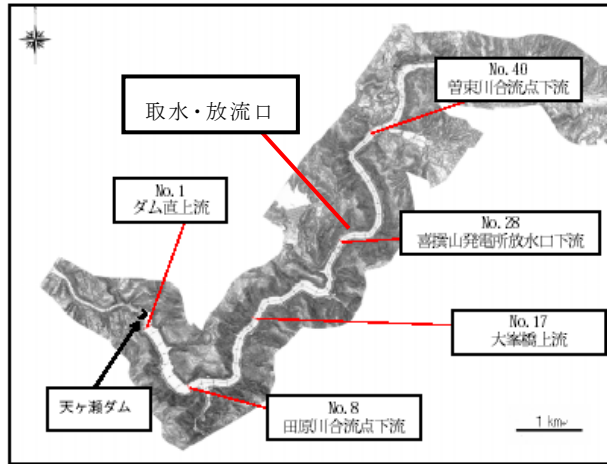 No.40
曽束川合流点下流
取水・放流口
No.1
ダム直上流
No.28
喜撰山発電所放水口下流
No.17
大峯橋上流
天ヶ瀬ダム
No.8
田原川合流点下流
1 km